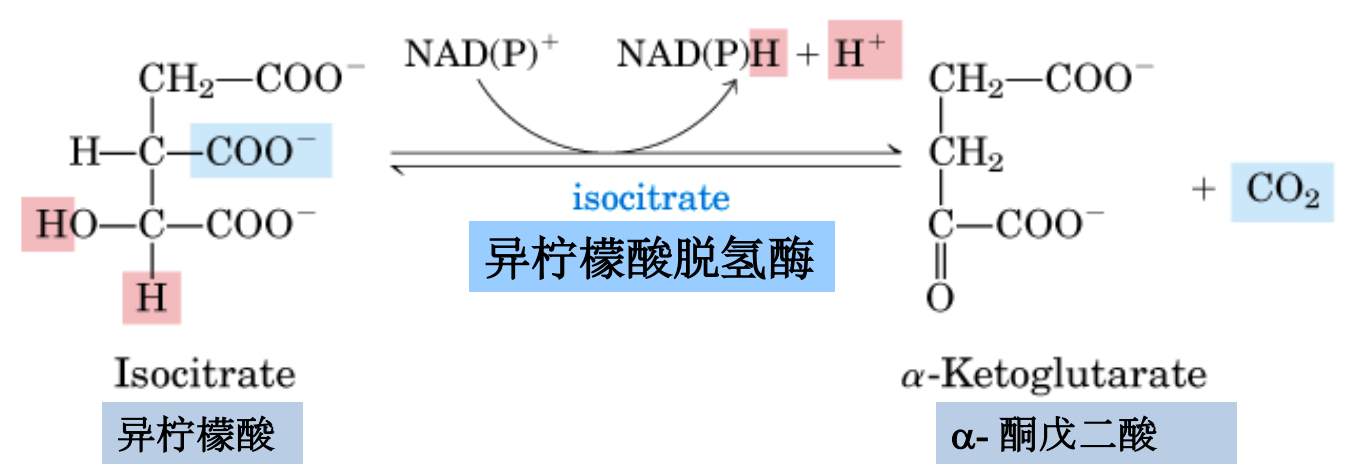 NAD(P)⁺ NAD(P)H + H⁺
CH₂—COO⁻ CH₂—COO⁻
H—C—COO⁻ CH₂
+ CO₂
isocitrate
HO—C—COO⁻ C—COO⁻
异柠檬酸脱氢酶
H O
Isocitrate α-Ketoglutarate
异柠檬酸 α- 酮戊二酸